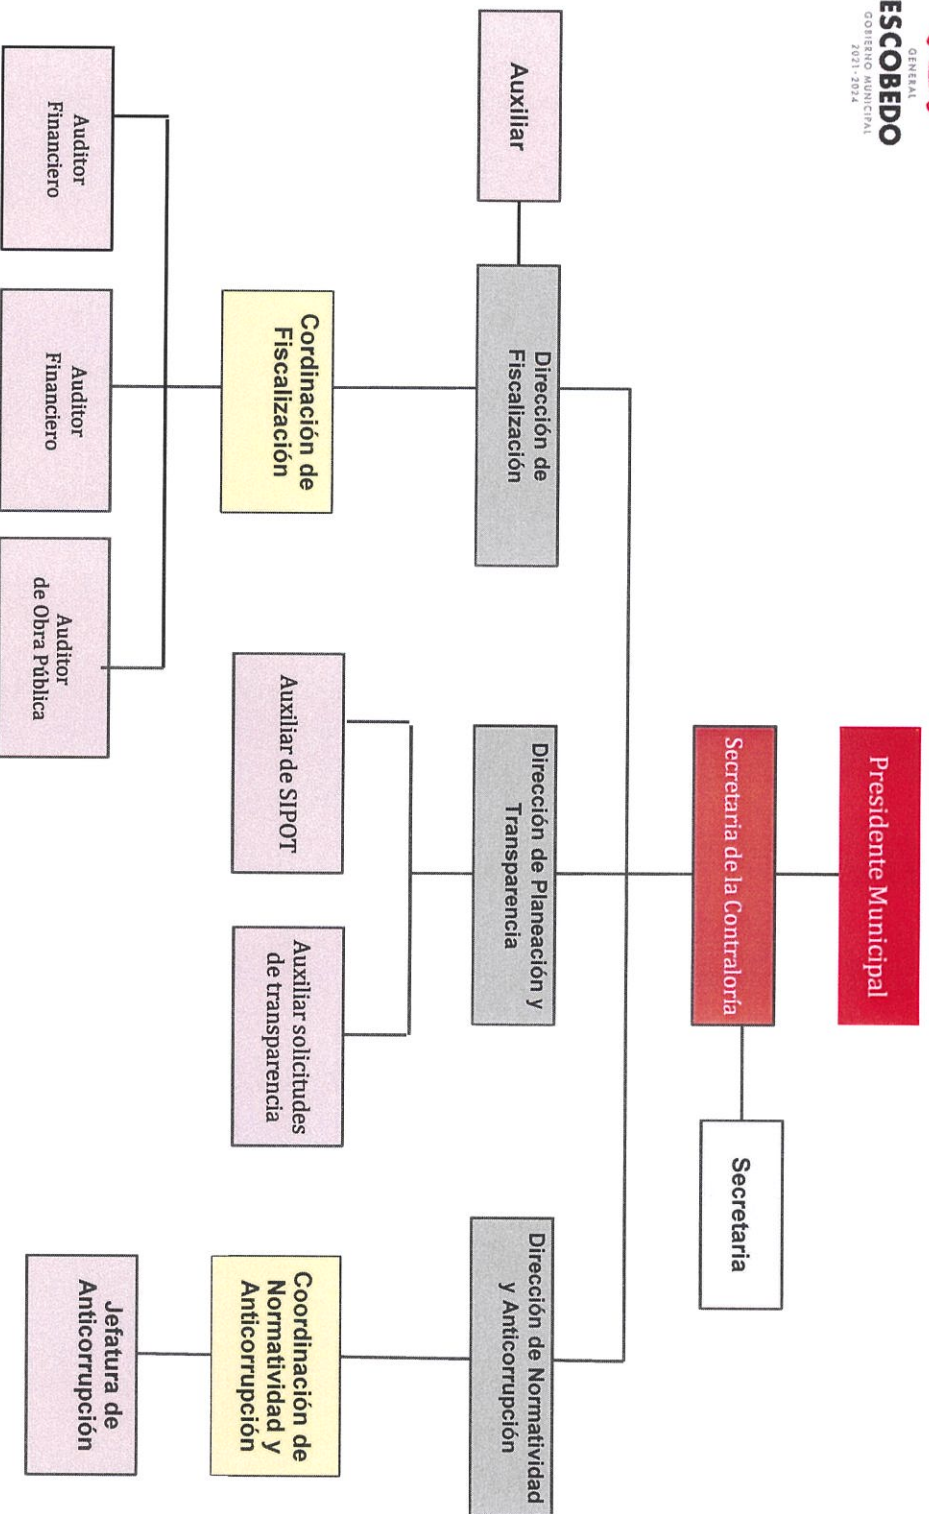 GENERAL
ESCOBEDO
GOBIERNO MUNICIPAL
2021-2024
Presidente Municipal
Secretaria de la Contraloría
Secretaria
Auxiliar
Dirección de
Fiscalización
Dirección de Planeación y
Transparencia
Dirección de Normatividad
y Anticorrupción
Cordinación de
Fiscalización
Auxiliar de SIPOT
Auxiliar solicitudes
de transparencia
Coordinación de
Normatividad y
Anticorrupción
Auditor
Financiero
Auditor
Financiero
Auditor
de Obra Pública
Jefatura de
Anticorrupción